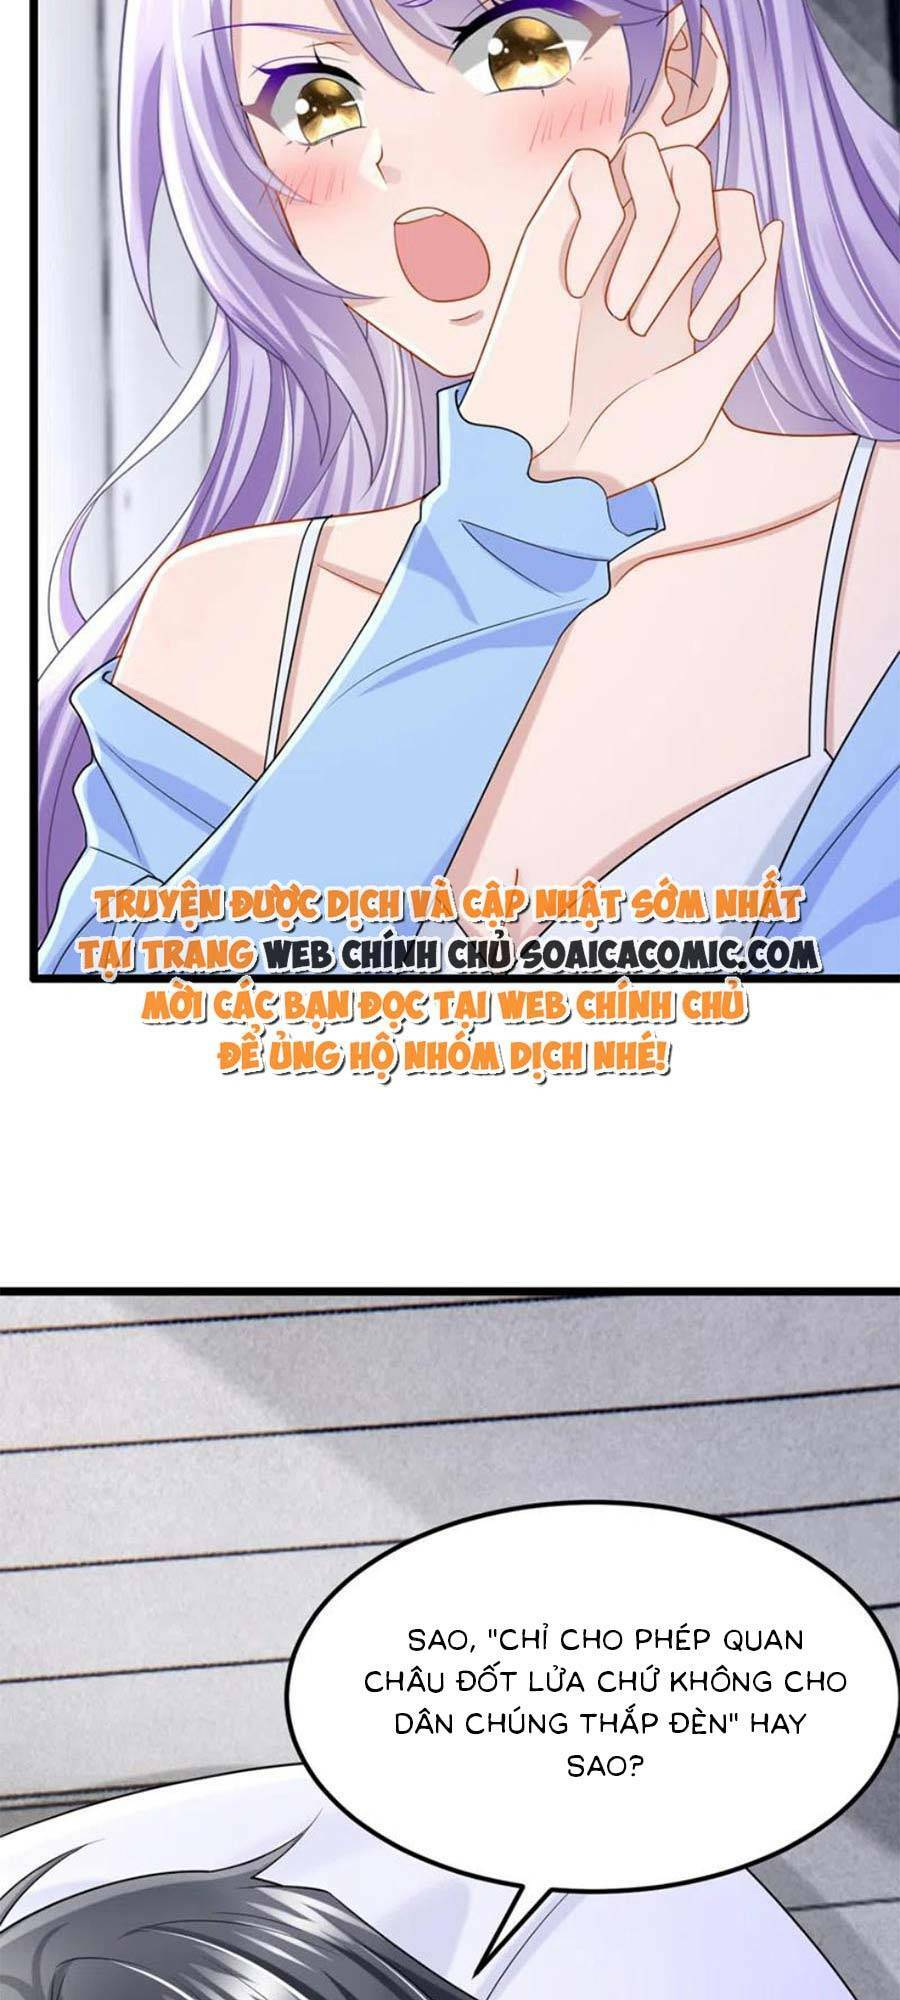 TRUYỆN ĐƯỢC DỊCH VÀ CẬP NHẬT SỚM NHẤT
TẠI TRANG WEB CHÍNH CHỦ SOAICACOMIC.COM
MỜI CÁC BẠN ĐỌC TẠI WEB CHÍNH CHỦ
ĐỂ ỦNG HỘ NHÓM DỊCH NHÉ!
SAO, "CHỈ CHO PHÉP QUAN
CHÂU ĐỐT LỬA CHỨ KHÔNG CHO
DÂN CHÚNG THẮP ĐÈN" HAY
SAO?